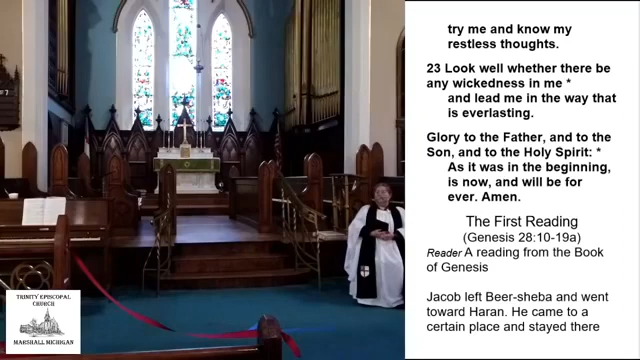 try me and know my
restless thoughts.
23 Look well whether there be
any wickedness in me *
and lead me in the way that
is everlasting.
Glory to the Father, and to the
Son, and to the Holy Spirit: *
As it was in the beginning,
is now, and will be for
ever. Amen.
The First Reading
(Genesis 28:10-19a)
Reader A reading from the Book
of Genesis
Jacob left Beer-sheba and went
toward Haran. He came to a
certain place and stayed there
TRINITY EPISCOPAL
CHURCH
MARSHALL MICHIGAN